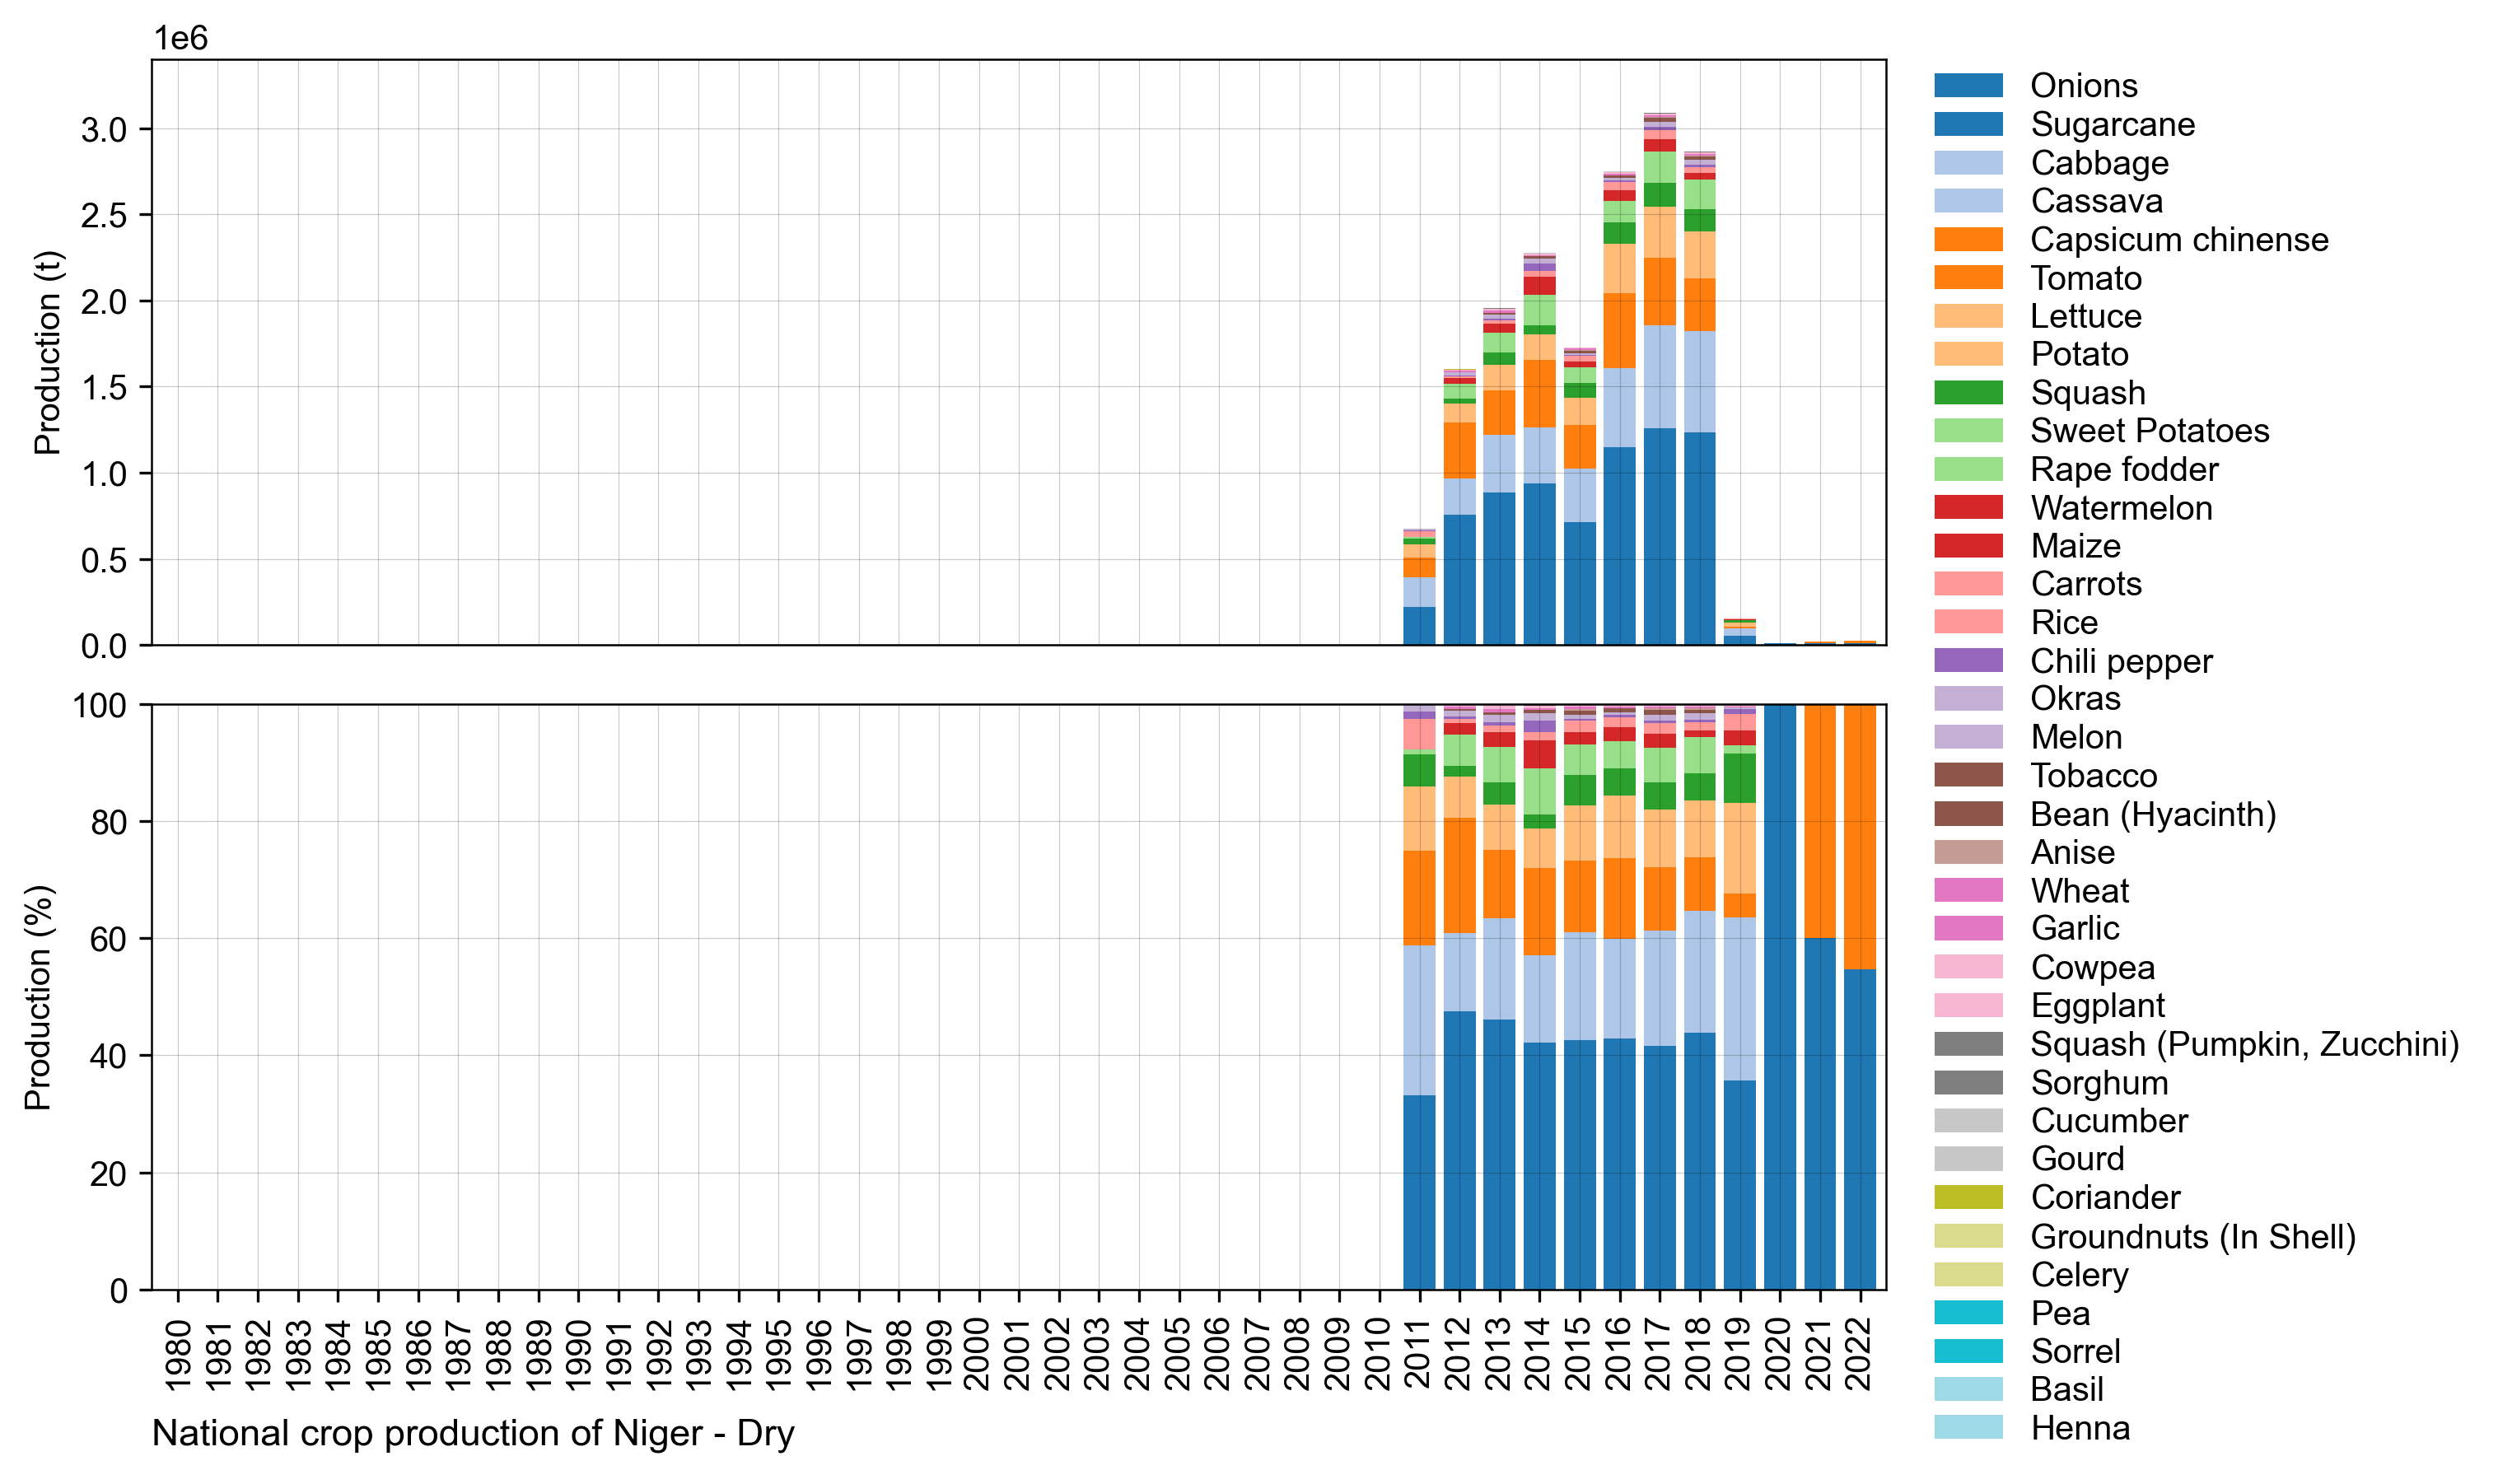 1e6
3.0
2.5
2.0
1.5
1.0
0.5
0.0
Production (t)
100
80
60
40
20
0
Production (%)
1980
1981
1982
1983
1984
1985
1986
1987
1988
1989
1990
1991
1992
1993
1994
1995
1996
1997
1998
1999
2000
2001
2002
2003
2004
2005
2006
2007
2008
2009
2010
2011
2012
2013
2014
2015
2016
2017
2018
2019
2020
2021
2022
National crop production of Niger - Dry
Onions
Sugarcane
Cabbage
Cassava
Capsicum chinense
Tomato
Lettuce
Potato
Squash
Sweet Potatoes
Rape fodder
Watermelon
Maize
Carrots
Rice
Chili pepper
Okras
Melon
Tobacco
Bean (Hyacinth)
Anise
Wheat
Garlic
Cowpea
Eggplant
Squash (Pumpkin, Zucchini)
Sorghum
Cucumber
Gourd
Coriander
Groundnuts (In Shell)
Celery
Pea
Sorrel
Basil
Henna